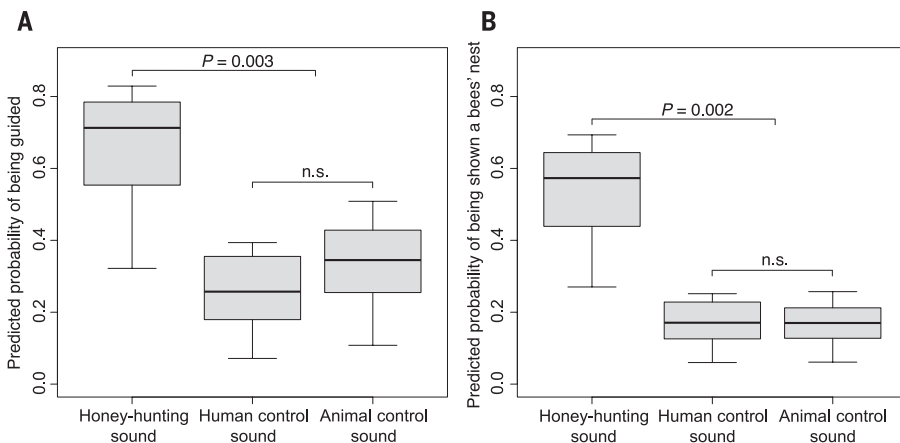 A
Predicted probability of being guided
0.8
0.6
0.4
0.2
0.0
P = 0.003
n.s.
Honey-hunting
sound
Human control
sound
Animal control
sound
B
Predicted probability of being shown a bees’ nest
0.8
0.6
0.4
0.2
0.0
P = 0.002
n.s.
Honey-hunting
sound
Human control
sound
Animal control
sound